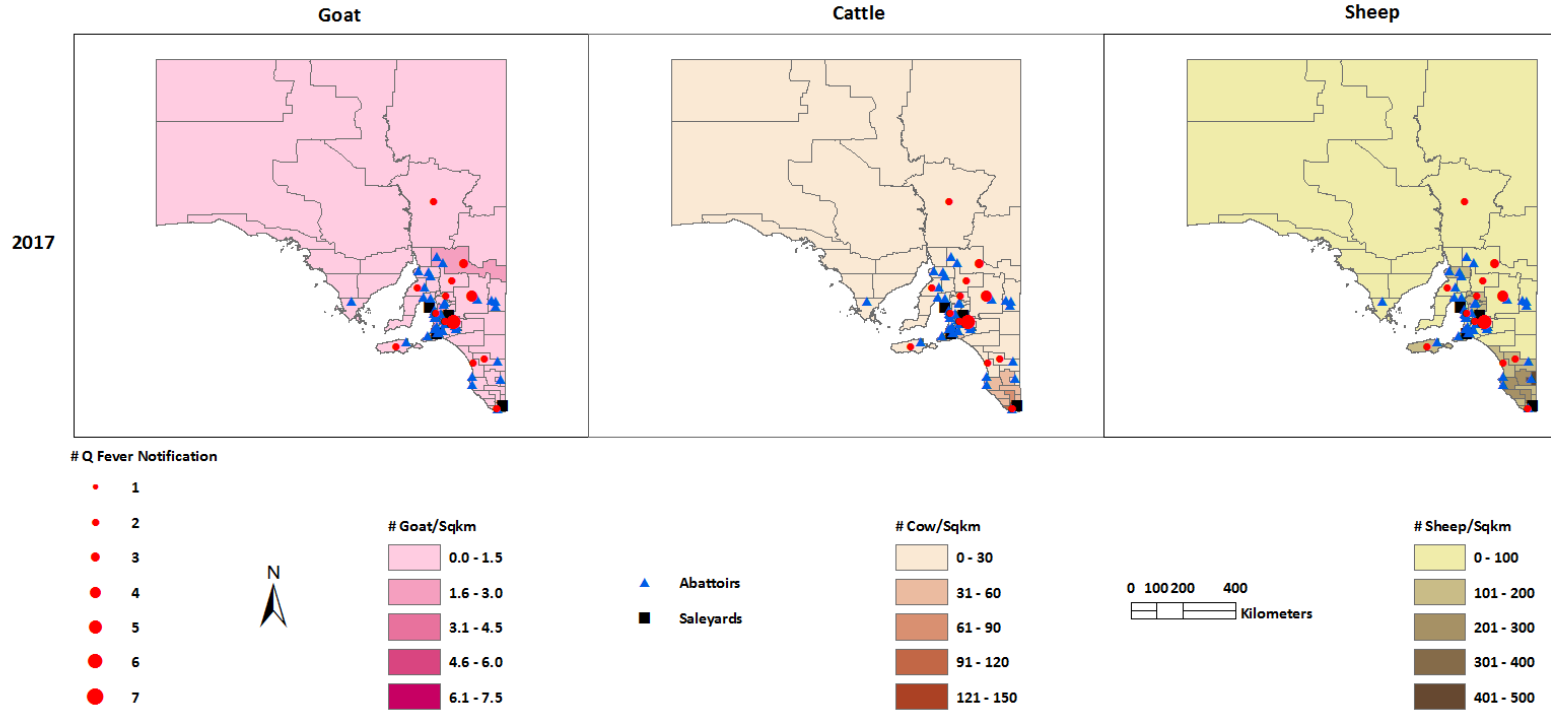 Goat
Cattle
Sheep
2017
# Q Fever Notification
1
2
3
4
5
6
7
N
# Goat/Sqkm
0.0 - 1.5
1.6 - 3.0
3.1 - 4.5
4.6 - 6.0
6.1 - 7.5
Abattoirs
Saleyards
# Cow/Sqkm
0 - 30
31 - 60
61 - 90
91 - 120
121 - 150
0 100 200 400
Kilometers
# Sheep/Sqkm
0 - 100
101 - 200
201 - 300
301 - 400
401 - 500